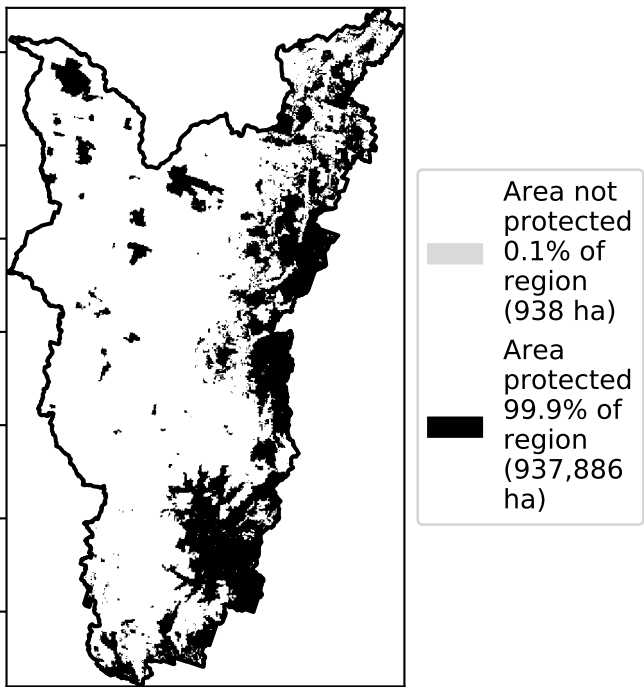 Area not
protected
0.1% of
region
(938 ha)
Area
protected
99.9% of
region
(937,886
ha)